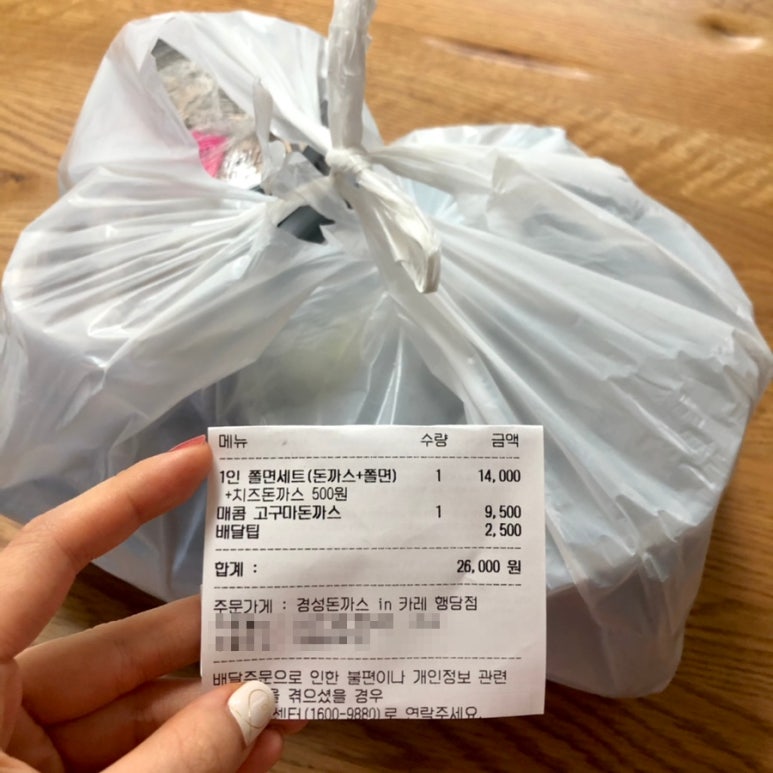 메뉴 수량 금액
1인 쫄면세트(돈까스+쫄면) 1 14,000
+치즈돈까스 500원
매콤 고구마돈까스 1 9,500
배달팁 2,500
합계 : 26,000 원
주문가게 : 경성돈까스 in 카레 행당점
배달주문으로 인한 불편이나 개인정보 관련
을 겪으셨을 경우
센터(1600-9880)로 연락주세요.